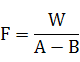 F = W / (A − B)